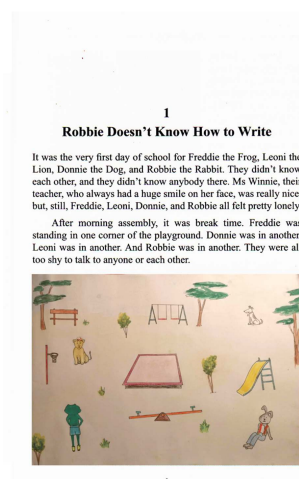 1
Robbie Doesn't Know How to Write
It was the very first day of school for Freddie the Frog, Leoni the
Lion, Donnie the Dog, and Robbie the Rabbit. They didn't know
each other, and they didn't know anybody there. Ms Winnie, thei
teacher, who always had a huge smile on her face, was really nice
but, still, Freddie, Leoni, Donnie, and Robbie all felt pretty lonely
After morning assembly, it was break time. Freddie was
standing in one corner of the playground. Donnie was in another
Leoni was in another. And Robbie was in another. They were al
too shy to talk to anyone or each other.